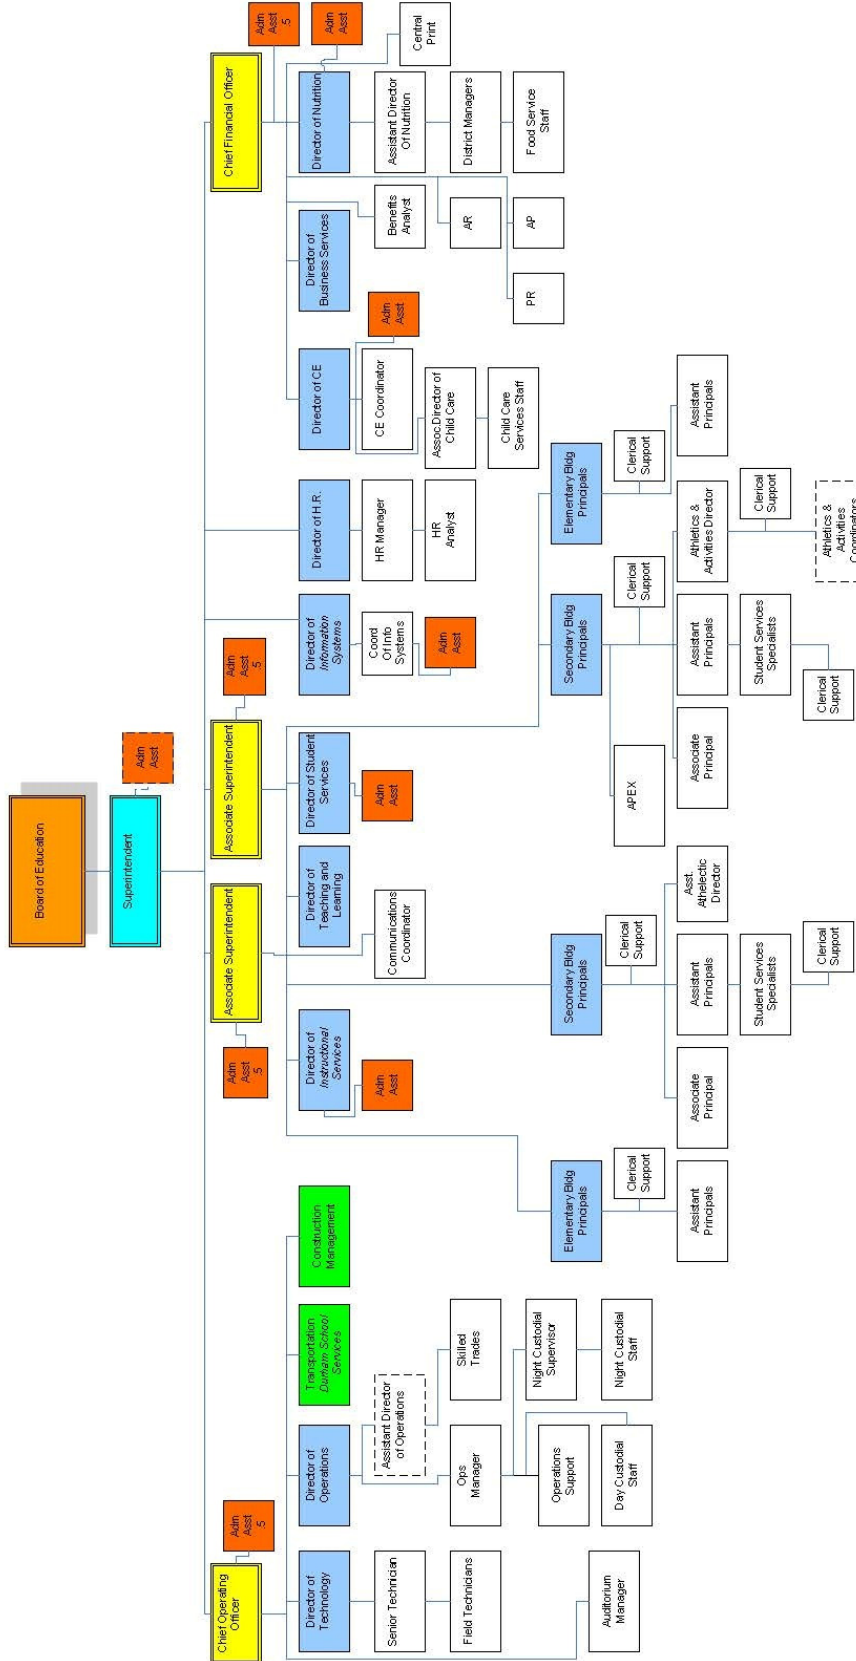 Board of Education
Superintendent
Adm
Asst
Chief Operating
Officer
Adm
Asst
.5
Associate Superintendent
Adm
Asst
.5
Associate Superintendent
Adm
Asst
.5
Chief Financial Officer
Adm
Asst
.5
Director of
Technology
Senior Technician
Field Technicians
Auditorium
Manager
Director of
Operations
Assistant Director
of Operations
Ops
Manager
Skilled
Trades
Operations
Support
Night Custodial
Supervisor
Day Custodial
Staff
Night Custodial
Staff
Transportation
Durham School
Services
Construction
Management
Director of
Instructional
Services
Adm
Asst
Director of
Teaching and
Learning
Communications
Coordinator
Director of Student
Services
Adm
Asst
Director of
Information
Systems
Coord
Of Info
Systems
Adm
Asst
Director of H.R.
HR Manager
HR
Analyst
Director of CE
CE Coordinator
Adm
Asst
Assoc.Director of
Child Care
Child Care
Services Staff
Director of
Business Services
Benefits
Analyst
AR
AP
PR
Director of Nutrition
Adm
Asst
Assistant Director
Of Nutrition
District Managers
Food Service
Staff
Central
Print
Elementary Bldg
Principals
Clerical
Support
Assistant
Principals
Secondary Bldg
Principals
Clerical
Support
Associate
Principal
Assistant
Principals
Asst.
Athelectic
Director
Student Services
Specialists
Clerical
Support
Secondary Bldg
Principals
Clerical
Support
APEX
Associate
Principal
Assistant
Principals
Athletics &
Activities Director
Student Services
Specialists
Clerical
Support
Clerical
Support
Athletics &
Activities
Coordinators
Elementary Bldg
Principals
Clerical
Support
Assistant
Principals